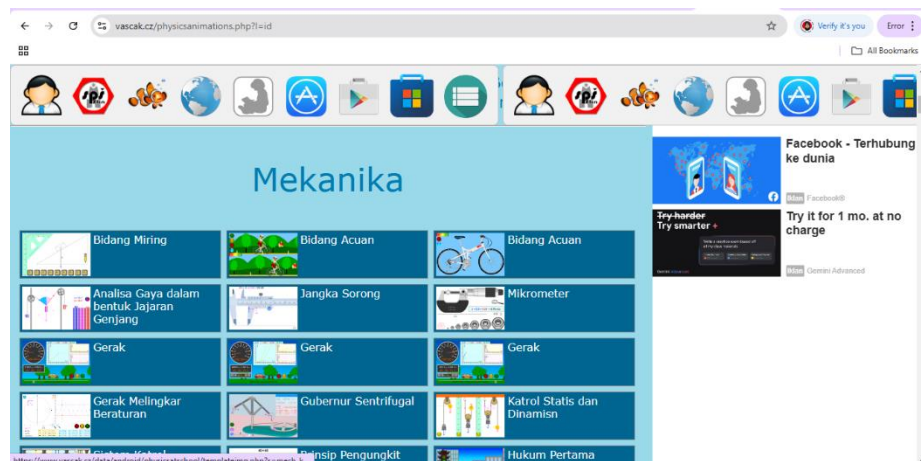 vascak.cz/physicsanimations.php?l=id
Verify it's you
Error
All Bookmarks
Mekanika
Bidang Miring
Bidang Acuan
Bidang Acuan
Analisa Gaya dalam
bentuk Jajaran
Genjang
Jangka Sorong
Mikrometer
Gerak
Gerak
Gerak
Gerak Melingkar
Beraturan
Gubernur Sentrifugal
Katrol Statis dan
Dinamisn
Prinsip Pengungkit
Hukum Pertama
Facebook - Terhubung
ke dunia
Iklan Facebook®
Try harder
Try smarter +
Try it for 1 mo. at no
charge
Iklan Gemini Advanced